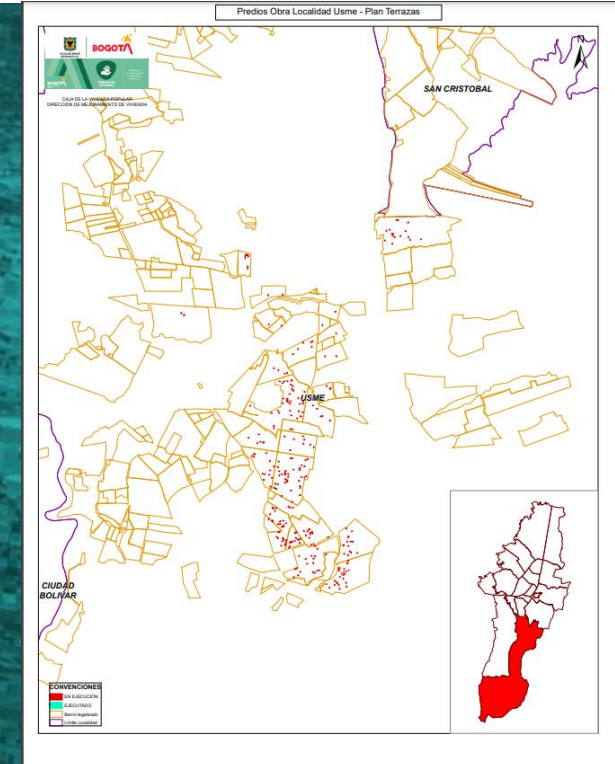 Predios Obra Localidad Usme - Plan Terrazas
BOGOTÁ
CAJA DE LA VIVIENDA POPULAR
DIRECCIÓN DE MEJORAMIENTO DE VIVIENDA
N
SAN CRISTOBAL
USME
CIUDAD
BOLIVAR
CONVENCIONES
EN EJECUCIÓN
EJECUTADO
Barrio legalizado
Límite Localidad